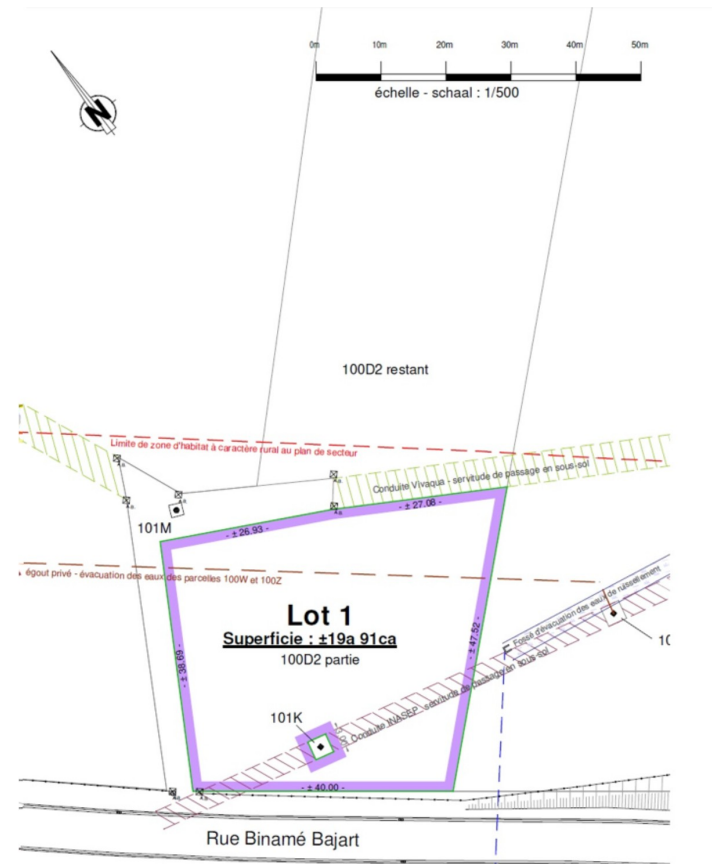 0m 10m 20m 30m 40m 50m
échelle - schaal : 1/500
N
100D2 restant
Limite de zone d'habitat à caractère rural au plan de secteur
Conduite Vivaqua - servitude de passage en sous-sol
- ± 27.08 -
- ± 26.93 -
101M
égout privé - évacuation des eaux des parcelles 100W et 100Z
Fossé d'évacuation des eaux de ruissellement
Lot 1
Superficie : ±19a 91ca
100D2 partie
- ± 38.69 -
- ± 47.52 -
10
Conduite INASEP servitude de passage en sous-sol
101K
- ± 40.00 -
Rue Binamé Bajart